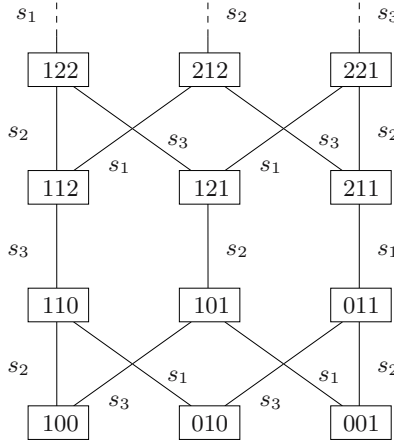 s₁ s₂ s₃
122 212 221
s₂ s₃ s₃ s₂
s₁ s₁
112 121 211
s₃ s₂ s₁
110 101 011
s₂ s₁ s₁ s₂
s₃ s₃
100 010 001